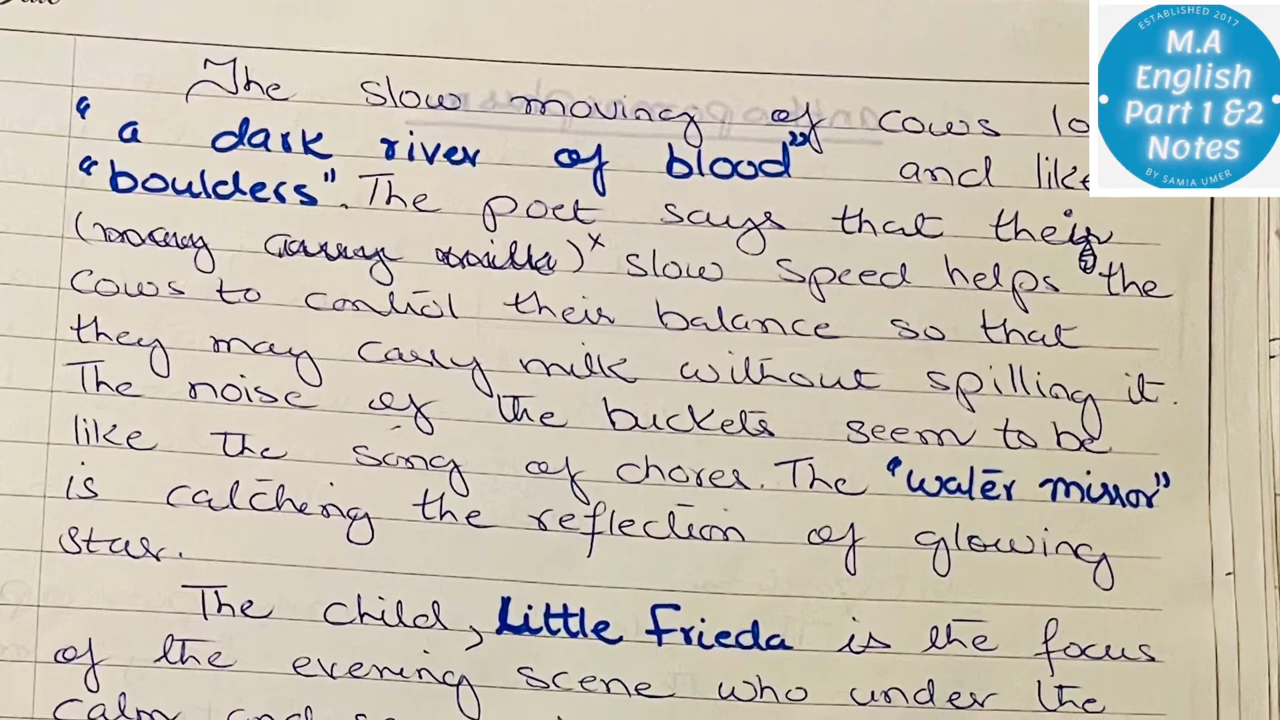 ESTABLISHED 2017
M.A
English
Part 1 &2
Notes
BY SAMIA UMER
The slow moving of cows lo
"a dark river of blood" and like
"boulders". The poet says that their
slow speed helps the
cows to control their balance so that
they may carry milk without spilling it.
The noise of the buckets seem to be
like the song of chores. The "water mirror"
is catching the reflection of glowing
star.
The child, Little Frieda is the focus
of the evening scene who under the
calm and